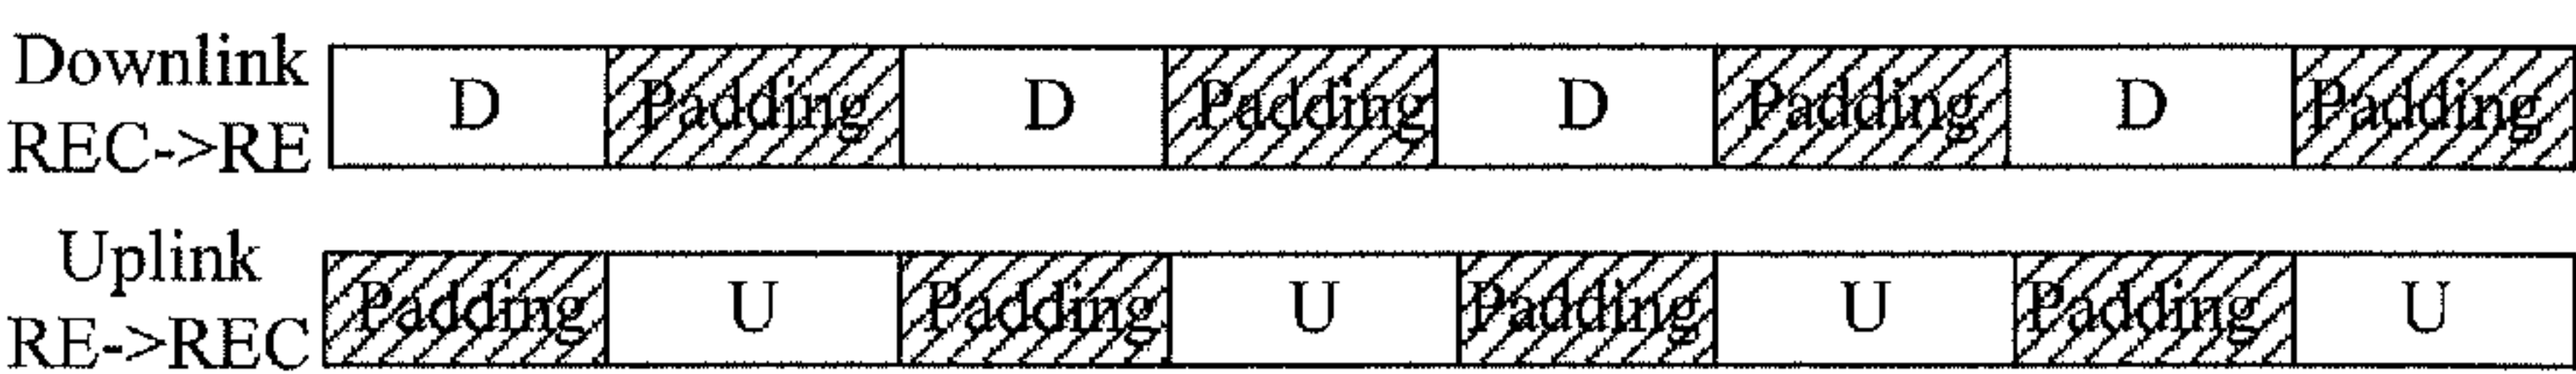 Downlink
REC->RE
D Padding D Padding D Padding D Padding
Uplink
RE->REC
Padding U Padding U Padding U Padding U